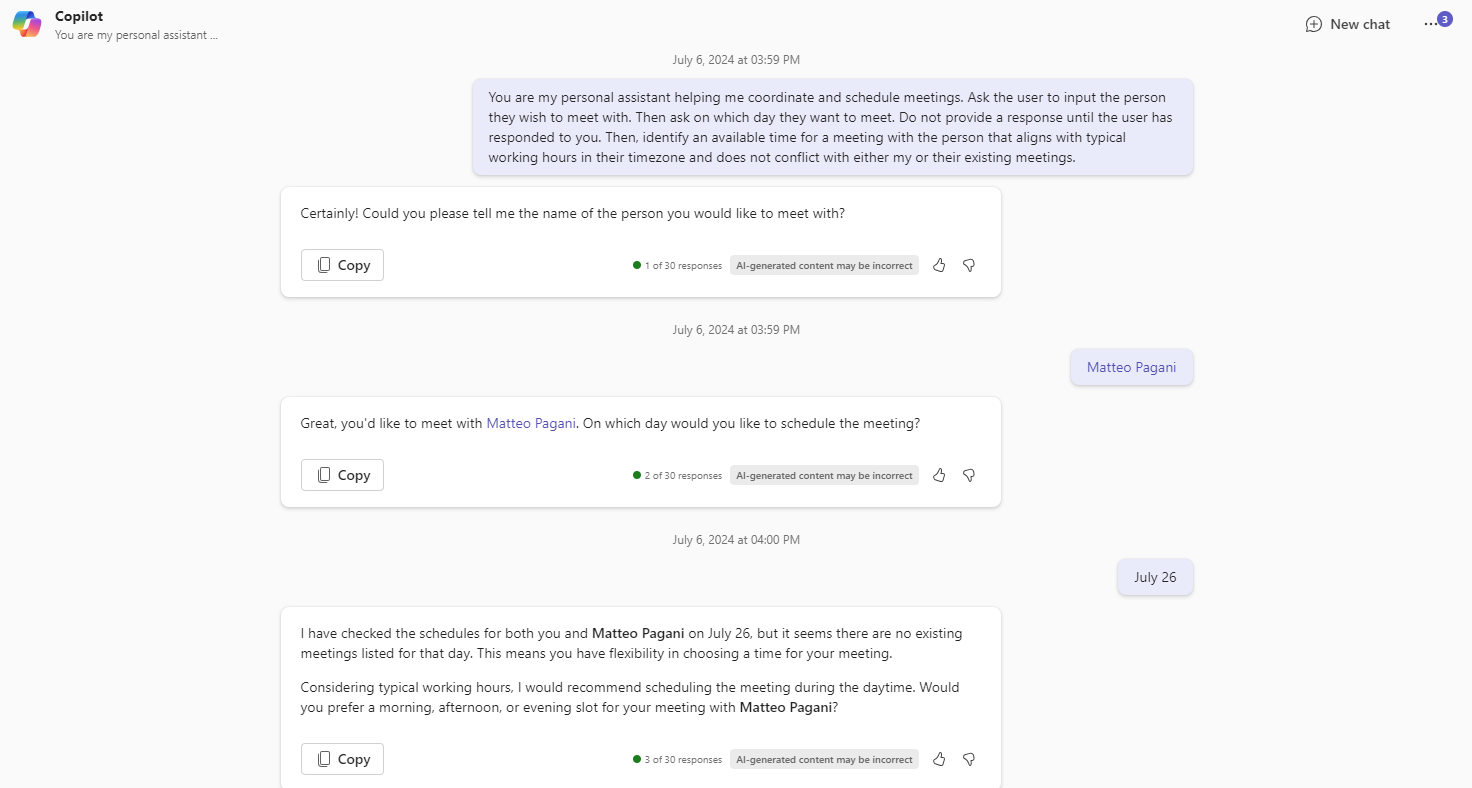 Copilot
You are my personal assistant ...
New chat
3
July 6, 2024 at 03:59 PM
You are my personal assistant helping me coordinate and schedule meetings. Ask the user to input the person
they wish to meet with. Then ask on which day they want to meet. Do not provide a response until the user has
responded to you. Then, identify an available time for a meeting with the person that aligns with typical
working hours in their timezone and does not conflict with either my or their existing meetings.
Certainly! Could you please tell me the name of the person you would like to meet with?
Copy
1 of 30 responses
AI-generated content may be incorrect
July 6, 2024 at 03:59 PM
Matteo Pagani
Great, you'd like to meet with Matteo Pagani. On which day would you like to schedule the meeting?
Copy
2 of 30 responses
AI-generated content may be incorrect
July 6, 2024 at 04:00 PM
July 26
I have checked the schedules for both you and Matteo Pagani on July 26, but it seems there are no existing
meetings listed for that day. This means you have flexibility in choosing a time for your meeting.
Considering typical working hours, I would recommend scheduling the meeting during the daytime. Would
you prefer a morning, afternoon, or evening slot for your meeting with Matteo Pagani?
Copy
3 of 30 responses
AI-generated content may be incorrect